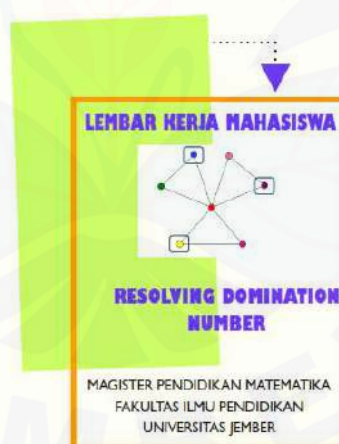 LEMBAR KERJA MAHASISWA
RESOLVING DOMINATION
NUMBER
MAGISTER PENDIDIKAN MATEMATIKA
FAKULTAS ILMU PENDIDIKAN
UNIVERSITAS JEMBER